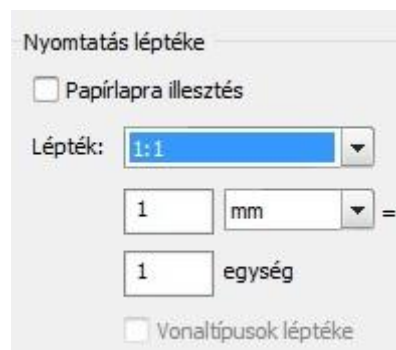 Nyomtatás léptéke
Papírlapra illesztés
Lépték: 1:1
1 mm =
1 egység
Vonaltípusok léptéke